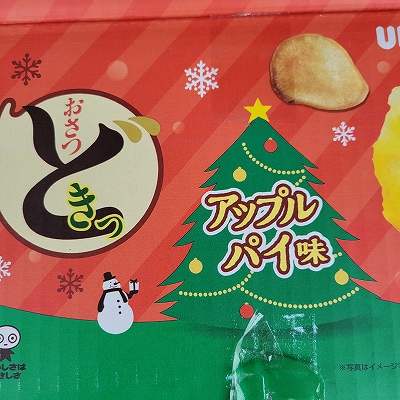 おさつ
どきっ
アップル
パイ味
※写真はイメージ